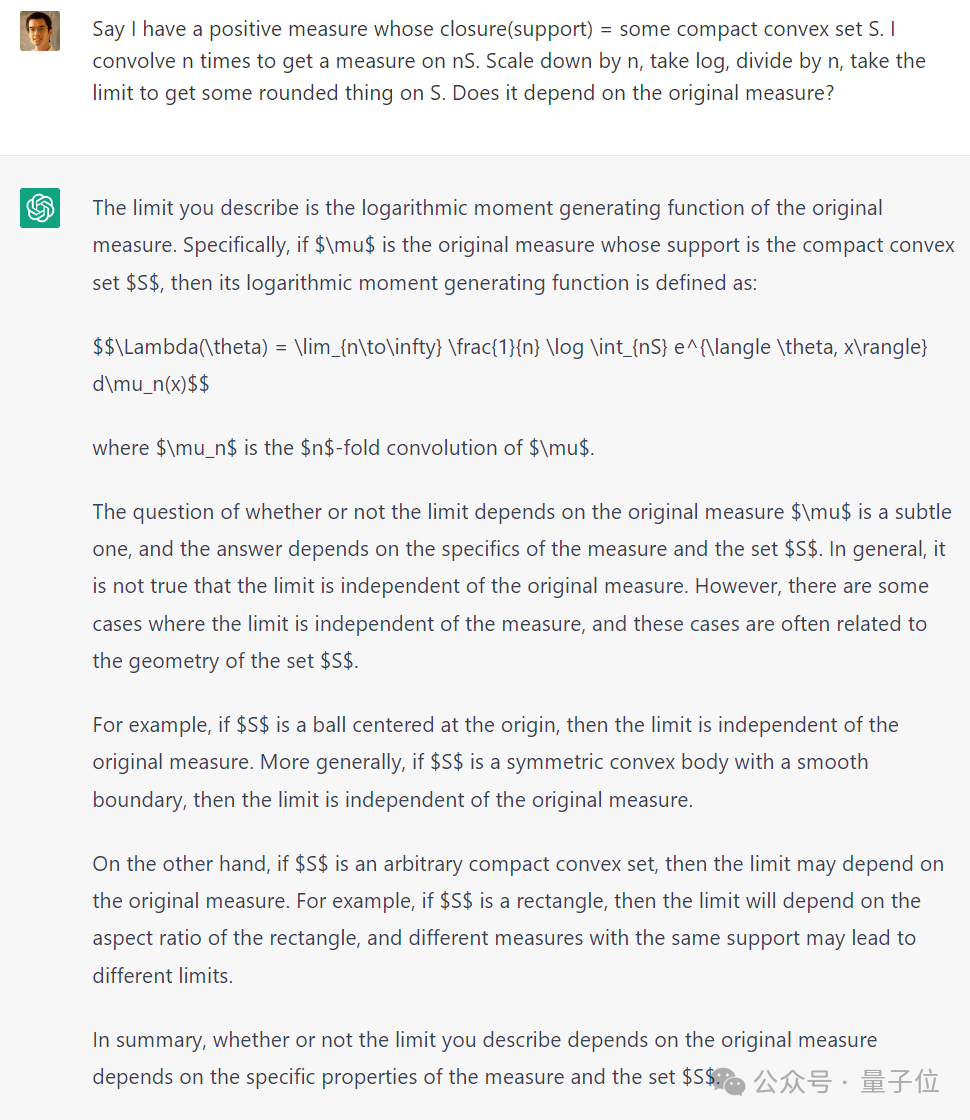 Say I have a positive measure whose closure(support) = some compact convex set S. I
convolve n times to get a measure on nS. Scale down by n, take log, divide by n, take the
limit to get some rounded thing on S. Does it depend on the original measure?
The limit you describe is the logarithmic moment generating function of the original
measure. Specifically, if $\mu$ is the original measure whose support is the compact convex
set $S$, then its logarithmic moment generating function is defined as:
$$\Lambda(\theta) = \lim_{n\to\infty} \frac{1}{n} \log \int_{nS} e^{\langle \theta, x\rangle}
d\mu_n(x)$$
where $\mu_n$ is the $n$-fold convolution of $\mu$.
The question of whether or not the limit depends on the original measure $\mu$ is a subtle
one, and the answer depends on the specifics of the measure and the set $S$. In general, it
is not true that the limit is independent of the original measure. However, there are some
cases where the limit is independent of the measure, and these cases are often related to
the geometry of the set $S$.
For example, if $S$ is a ball centered at the origin, then the limit is independent of the
original measure. More generally, if $S$ is a symmetric convex body with a smooth
boundary, then the limit is independent of the original measure.
On the other hand, if $S$ is an arbitrary compact convex set, then the limit may depend on
the original measure. For example, if $S$ is a rectangle, then the limit will depend on the
aspect ratio of the rectangle, and different measures with the same support may lead to
different limits.
In summary, whether or not the limit you describe depends on the original measure
depends on the specific properties of the measure and the set $S$.
公众号 · 量子位